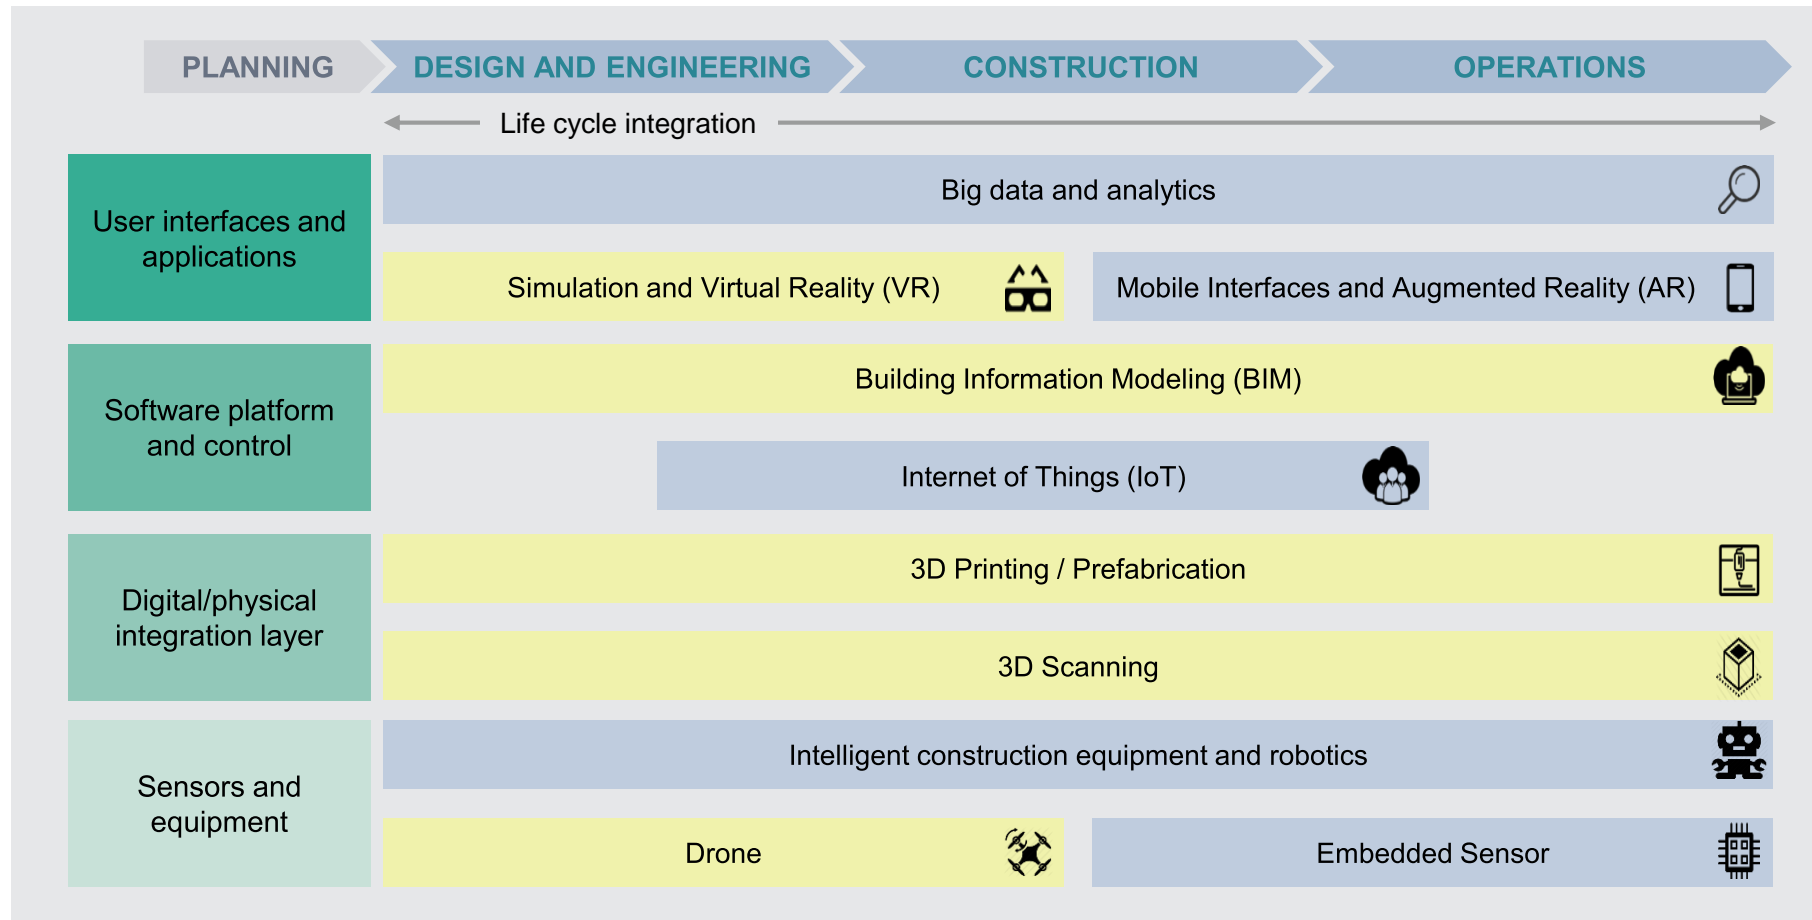 PLANNING
DESIGN AND ENGINEERING
CONSTRUCTION
OPERATIONS
Life cycle integration
User interfaces and
applications
Big data and analytics
Simulation and Virtual Reality (VR)
Mobile Interfaces and Augmented Reality (AR)
Software platform
and control
Building Information Modeling (BIM)
Internet of Things (IoT)
Digital/physical
integration layer
3D Printing / Prefabrication
3D Scanning
Sensors and
equipment
Intelligent construction equipment and robotics
Drone
Embedded Sensor